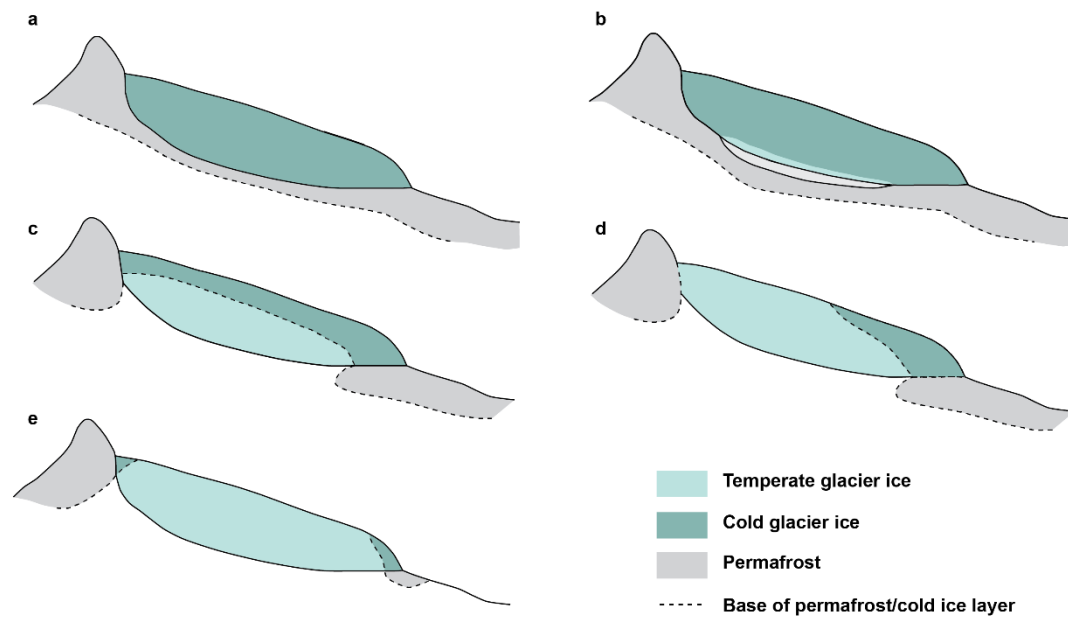 a
b
c
d
e
Temperate glacier ice
Cold glacier ice
Permafrost
Base of permafrost/cold ice layer